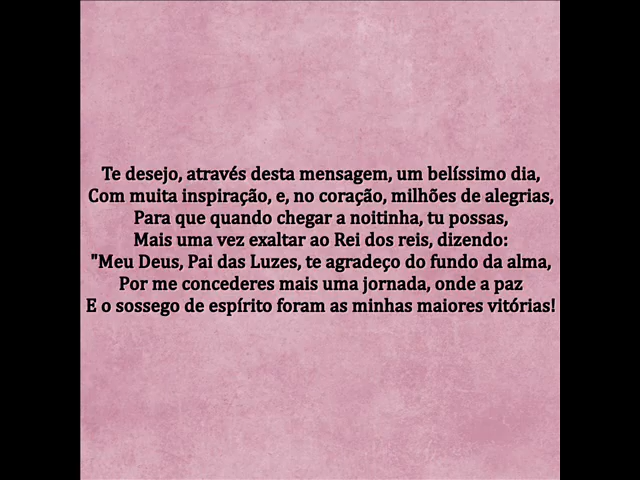 Te desejo, através desta mensagem, um belíssimo dia,
Com muita inspiração, e, no coração, milhões de alegrias,
Para que quando chegar a noitinha, tu possas,
Mais uma vez exaltar ao Rei dos reis, dizendo:
"Meu Deus, Pai das Luzes, te agradeço do fundo da alma,
Por me concederes mais uma jornada, onde a paz
E o sossego de espírito foram as minhas maiores vitórias!